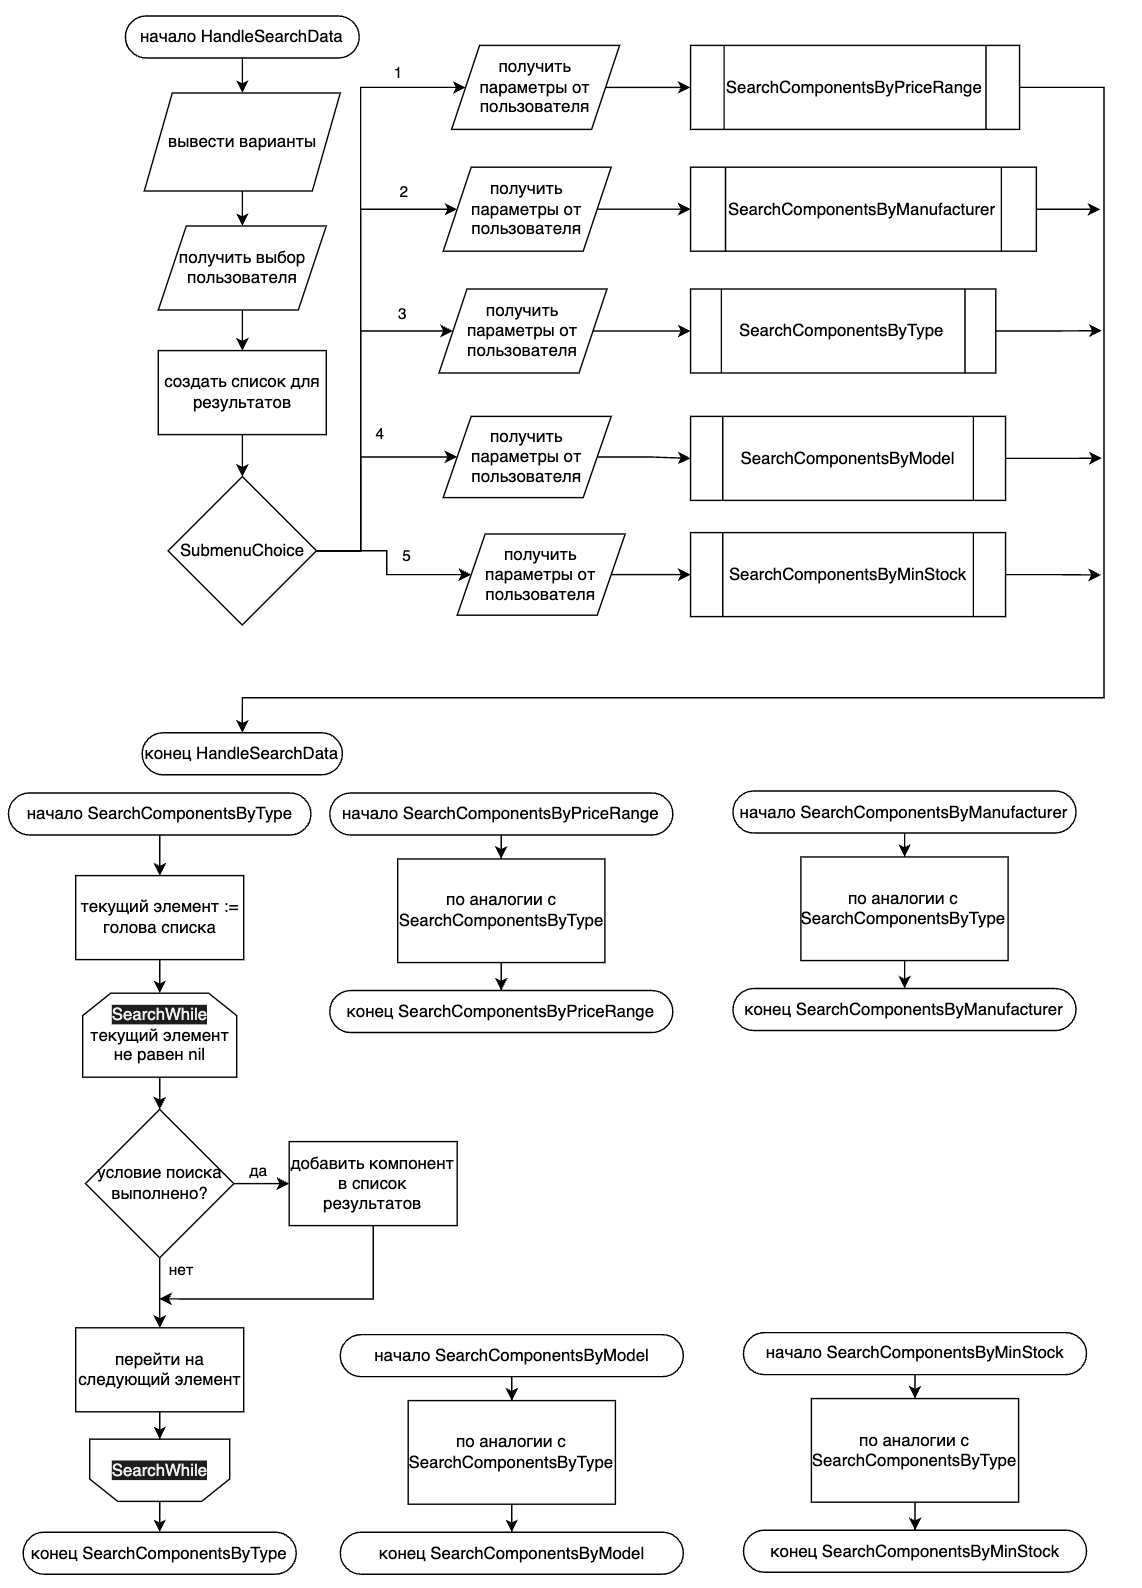 начало HandleSearchData
вывести варианты
получить выбор
пользователя
создать список для
результатов
SubmenuChoice
1
получить
параметры от
пользователя
SearchComponentsByPriceRange
2
получить
параметры от
пользователя
SearchComponentsByManufacturer
3
получить
параметры от
пользователя
SearchComponentsByType
4
получить
параметры от
пользователя
SearchComponentsByModel
5
получить
параметры от
пользователя
SearchComponentsByMinStock
конец HandleSearchData
начало SearchComponentsByType
текущий элемент :=
голова списка
SearchWhile
текущий элемент
не равен nil
условие поиска
выполнено?
да
добавить компонент
в список
результатов
нет
перейти на
следующий элемент
SearchWhile
конец SearchComponentsByType
начало SearchComponentsByPriceRange
по аналогии с
SearchComponentsByType
конец SearchComponentsByPriceRange
начало SearchComponentsByManufacturer
по аналогии с
SearchComponentsByType
конец SearchComponentsByManufacturer
начало SearchComponentsByModel
по аналогии с
SearchComponentsByType
конец SearchComponentsByModel
начало SearchComponentsByMinStock
по аналогии с
SearchComponentsByType
конец SearchComponentsByMinStock